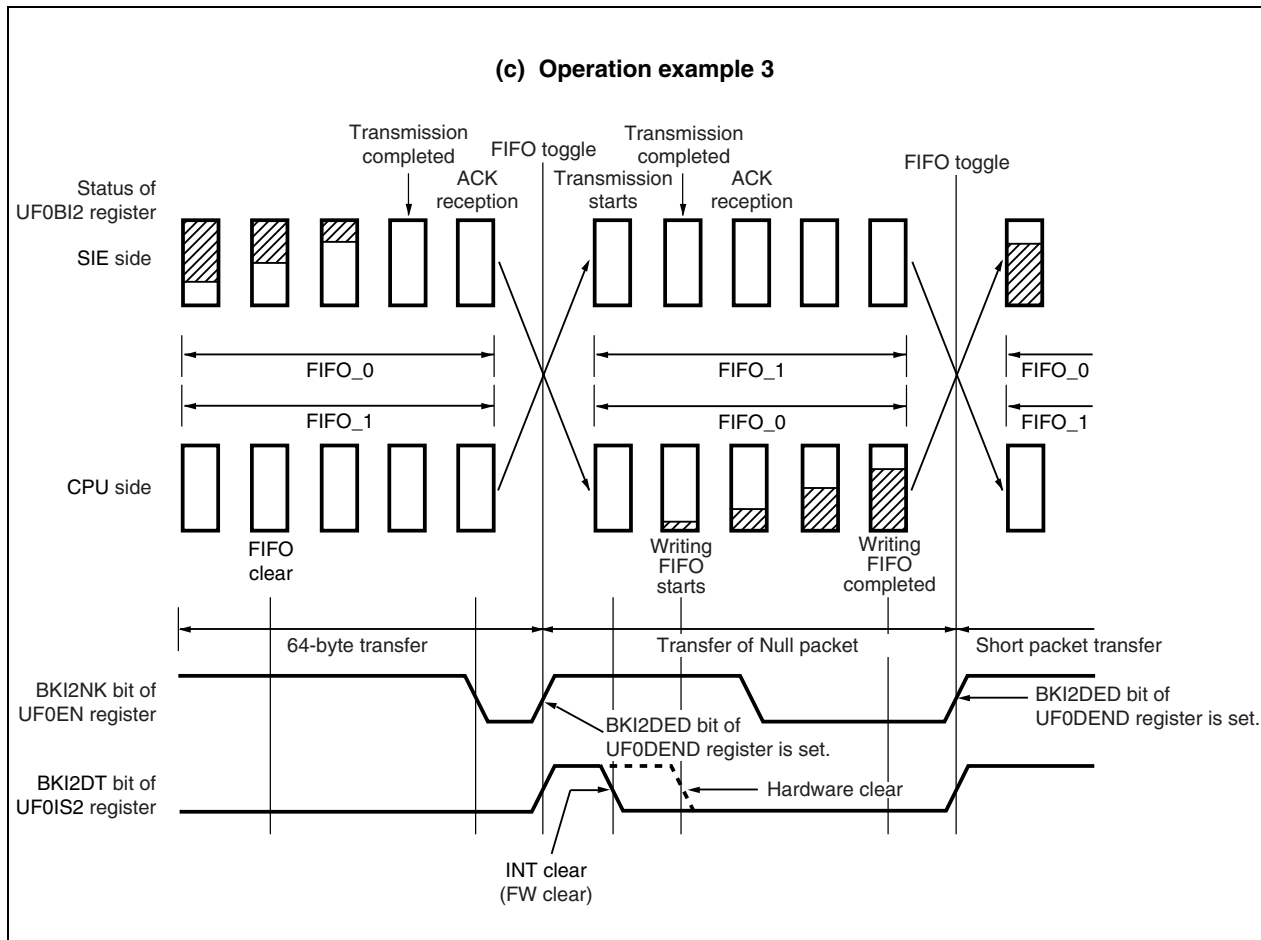 (c) Operation example 3
Transmission
completed
FIFO toggle
Transmission
completed
FIFO toggle
Status of
UF0BI2 register
ACK
reception
Transmission
starts
ACK
reception
SIE side
FIFO_0
FIFO_1
FIFO_0
FIFO_1
FIFO_0
FIFO_1
CPU side
FIFO
clear
Writing
FIFO
starts
Writing
FIFO
completed
64-byte transfer
Transfer of Null packet
Short packet transfer
BKI2NK bit of
UF0EN register
BKI2DED bit of
UF0DEND register is set.
BKI2DED bit of
UF0DEND register is set.
BKI2DT bit of
UF0IS2 register
Hardware clear
INT clear
(FW clear)